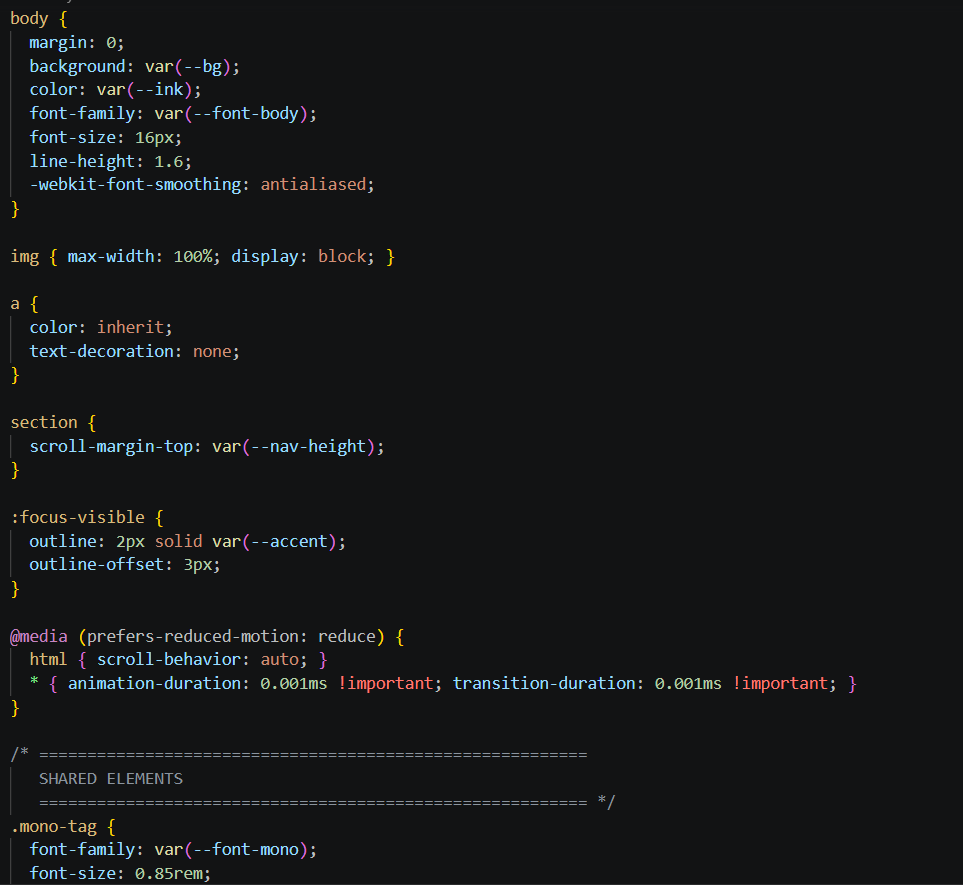 body {
  margin: 0;
  background: var(--bg);
  color: var(--ink);
  font-family: var(--font-body);
  font-size: 16px;
  line-height: 1.6;
  -webkit-font-smoothing: antialiased;
}

img { max-width: 100%; display: block; }

a {
  color: inherit;
  text-decoration: none;
}

section {
  scroll-margin-top: var(--nav-height);
}

:focus-visible {
  outline: 2px solid var(--accent);
  outline-offset: 3px;
}

@media (prefers-reduced-motion: reduce) {
  html { scroll-behavior: auto; }
  * { animation-duration: 0.001ms !important; transition-duration: 0.001ms !important; }
}

/* =========================================================
   SHARED ELEMENTS
   ========================================================= */
.mono-tag {
  font-family: var(--font-mono);
  font-size: 0.85rem;